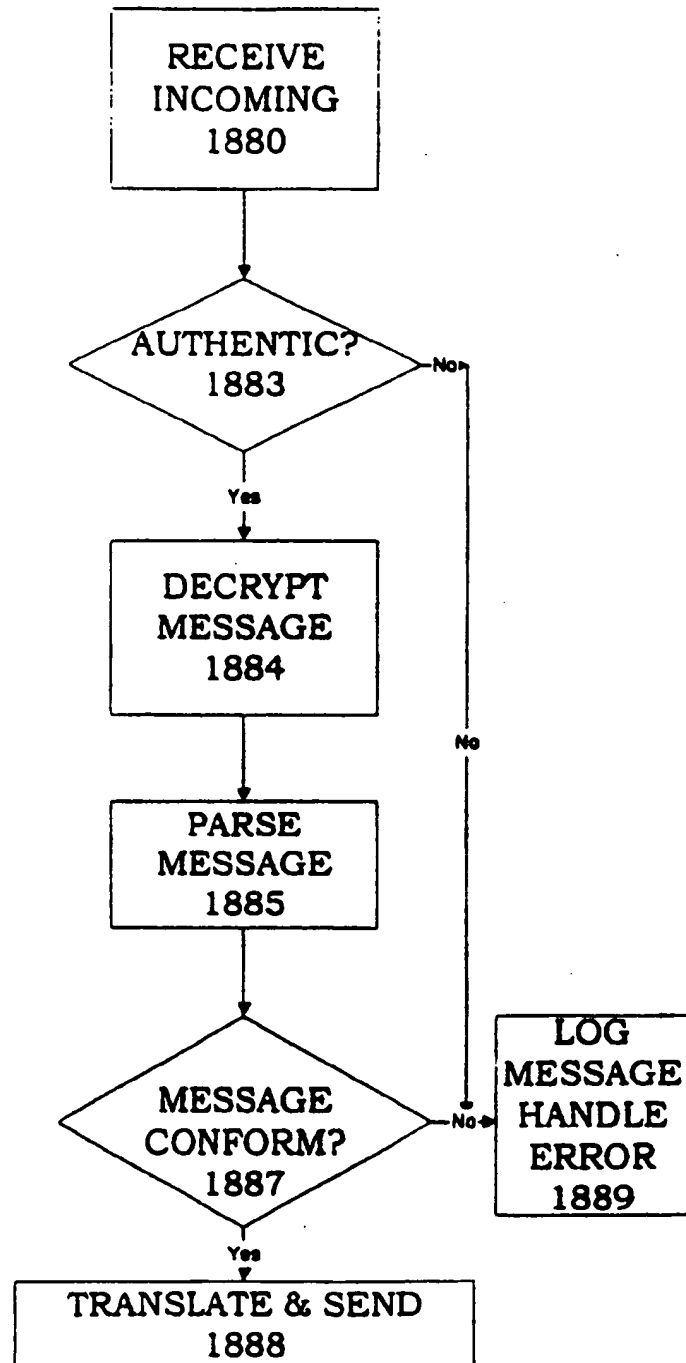 RECEIVE
INCOMING
1880
AUTHENTIC?
1883
No
Yes
DECRYPT
MESSAGE
1884
No
PARSE
MESSAGE
1885
MESSAGE
CONFORM?
1887
No
LOG
MESSAGE
HANDLE
ERROR
1889
Yes
TRANSLATE & SEND
1888